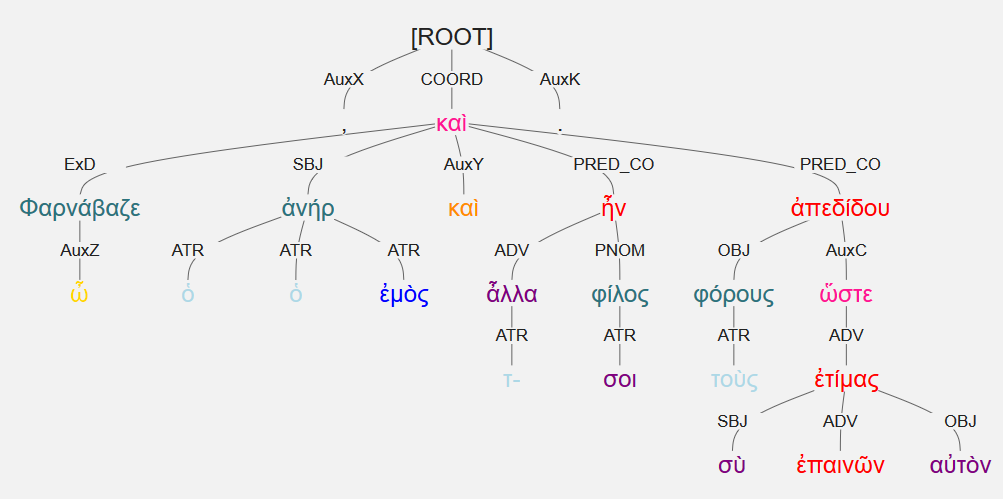 [ROOT]
AuxX COORD AuxK
, καὶ .
ExD SBJ AuxY PRED_CO PRED_CO
Φαρνάβαζε ἀνήρ καὶ ἦν ἀπεδίδου
AuxZ ATR ATR ATR ADV PNOM OBJ AuxC
ὦ ὁ ὁ ἐμὸς ἆλλα φίλος φόρους ὥστε
ATR ATR ATR ADV
τ- σοι τοὺς ἐτίμας
SBJ ADV OBJ
σὺ ἐπαινῶν αὐτὸν